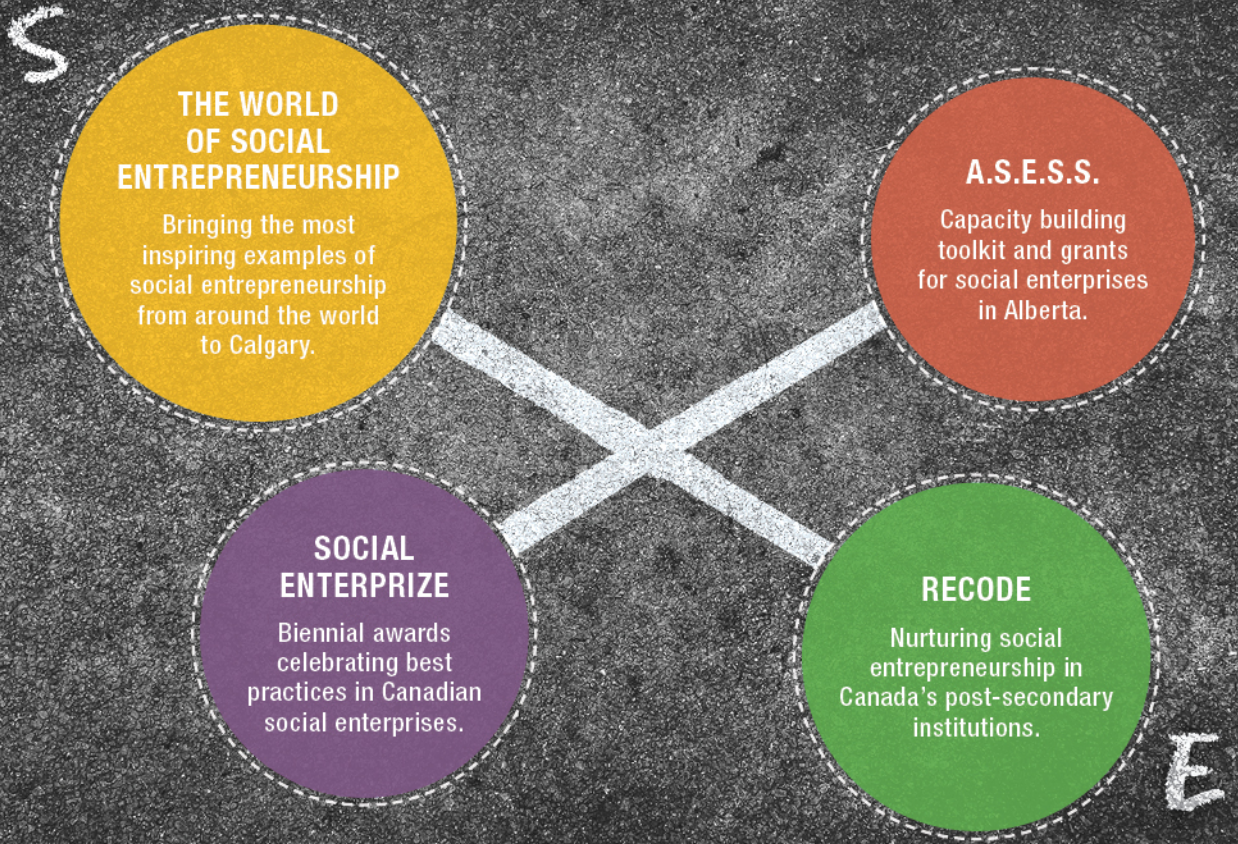 S
THE WORLD
OF SOCIAL
ENTREPRENEURSHIP
Bringing the most
inspiring examples of
social entrepreneurship
from around the world
to Calgary.
A.S.E.S.S.
Capacity building
toolkit and grants
for social enterprises
in Alberta.
SOCIAL
ENTERPRIZE
Biennial awards
celebrating best
practices in Canadian
social enterprises.
RECODE
Nurturing social
entrepreneurship in
Canada’s post-secondary
institutions.
E